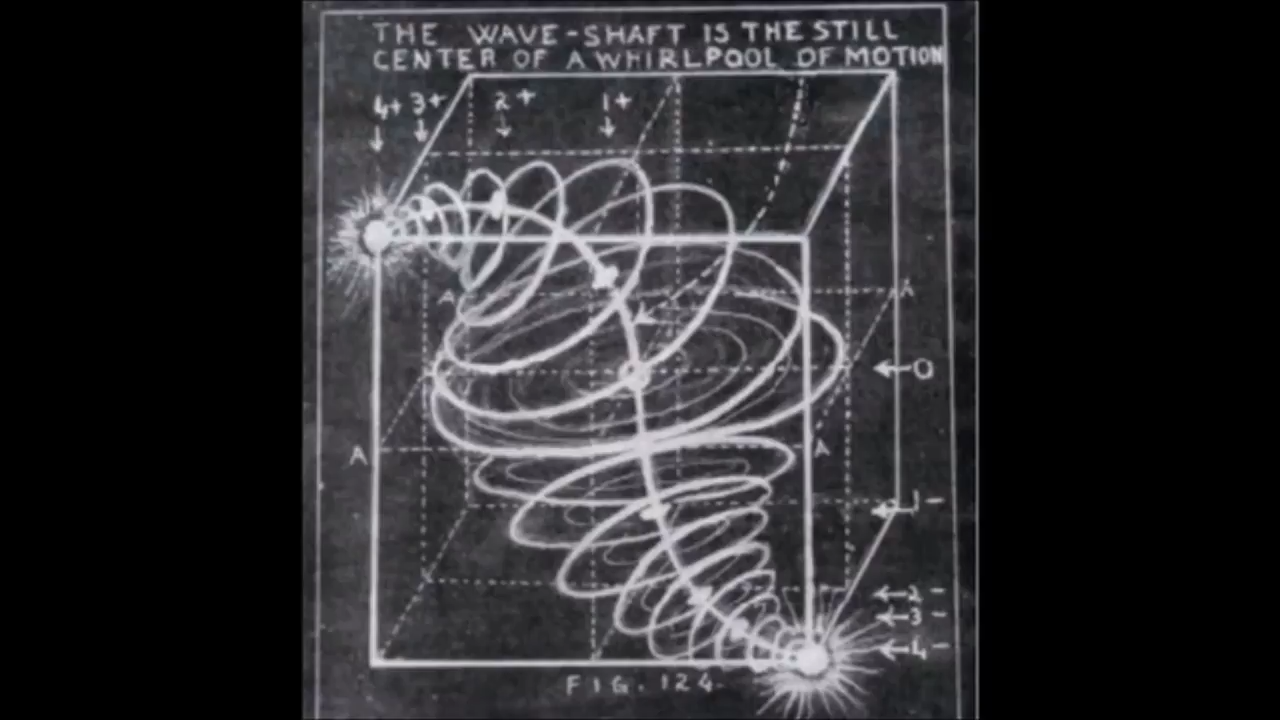 THE WAVE-SHAFT IS THE STILL
CENTER OF A WHIRLPOOL OF MOTION
4+ 3+ 2+ 1+
A A
0
A A
1-
2-
3-
4-
FIG. 124.